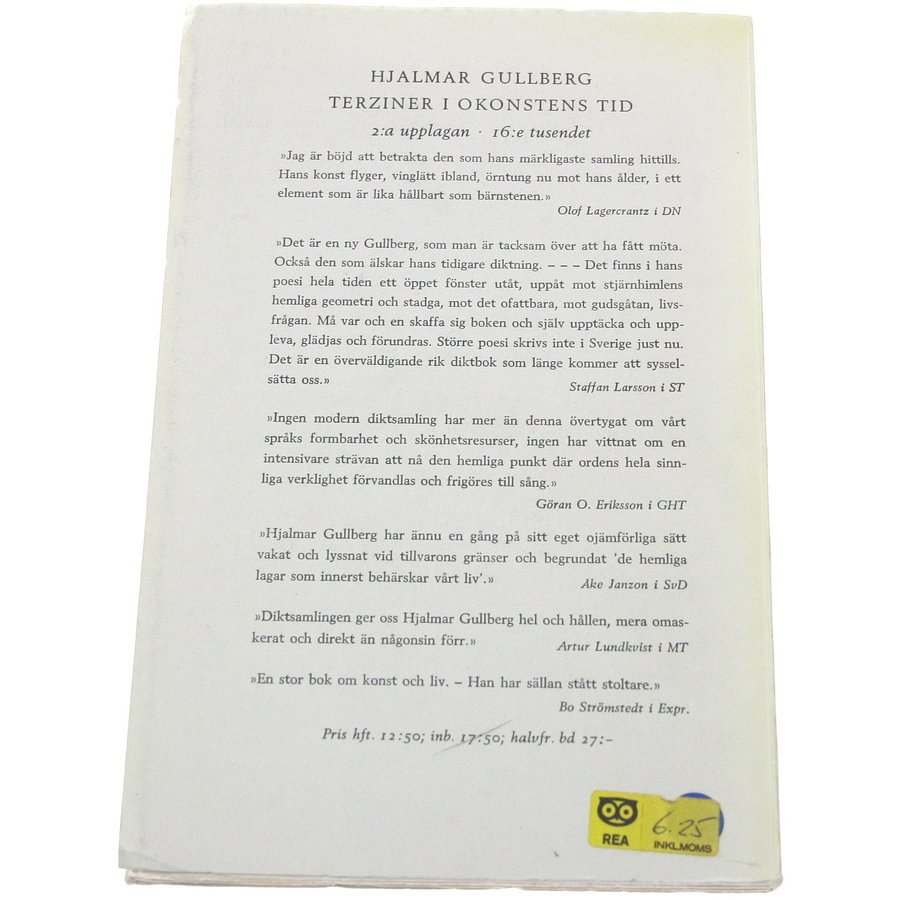 HJALMAR GULLBERG
TERZINER I OKONSTENS TID
2:a upplagan · 16:e tusendet
»Jag är böjd att betrakta den som hans märkligaste samling hittills.
Hans konst flyger, vinglätt ibland, örntung nu mot hans ålder, i ett
element som är lika hållbart som bärnstenen.»
Olof Lagercrantz i DN
»Det är en ny Gullberg, som man är tacksam över att ha fått möta.
Också den som älskar hans tidigare diktning. – – – Det finns i hans
poesi hela tiden ett öppet fönster utåt, uppåt mot stjärnhimlens
hemliga geometri och stadga, mot det ofattbara, mot gudsgåtan, livs-
frågan. Må var och en skaffa sig boken och själv upptäcka och upp-
leva, glädjas och förundras. Större poesi skrivs inte i Sverige just nu.
Det är en överväldigande rik diktbok som länge kommer att syssel-
sätta oss.»
Staffan Larsson i ST
»Ingen modern diktsamling har mer än denna övertygat om vårt
språks formbarhet och skönhetsresurser, ingen har vittnat om en
intensivare strävan att nå den hemliga punkt där ordens hela sinn-
liga verklighet förvandlas och frigöres till sång.»
Göran O. Eriksson i GHT
»Hjalmar Gullberg har ännu en gång på sitt eget ojämförliga sätt
vakat och lyssnat vid tillvarons gränser och begrundat 'de hemliga
lagar som innerst behärskar vårt liv'.»
Åke Janzon i SvD
»Diktsamlingen ger oss Hjalmar Gullberg hel och hållen, mera omas-
kerat och direkt än någonsin förr.»
Artur Lundkvist i MT
»En stor bok om konst och liv. – Han har sällan stått stoltare.»
Bo Strömstedt i Expr.
Pris hft. 12:50; inb. 17:50; halvfr. bd 27:–
REA
6.25
INKL.MOMS